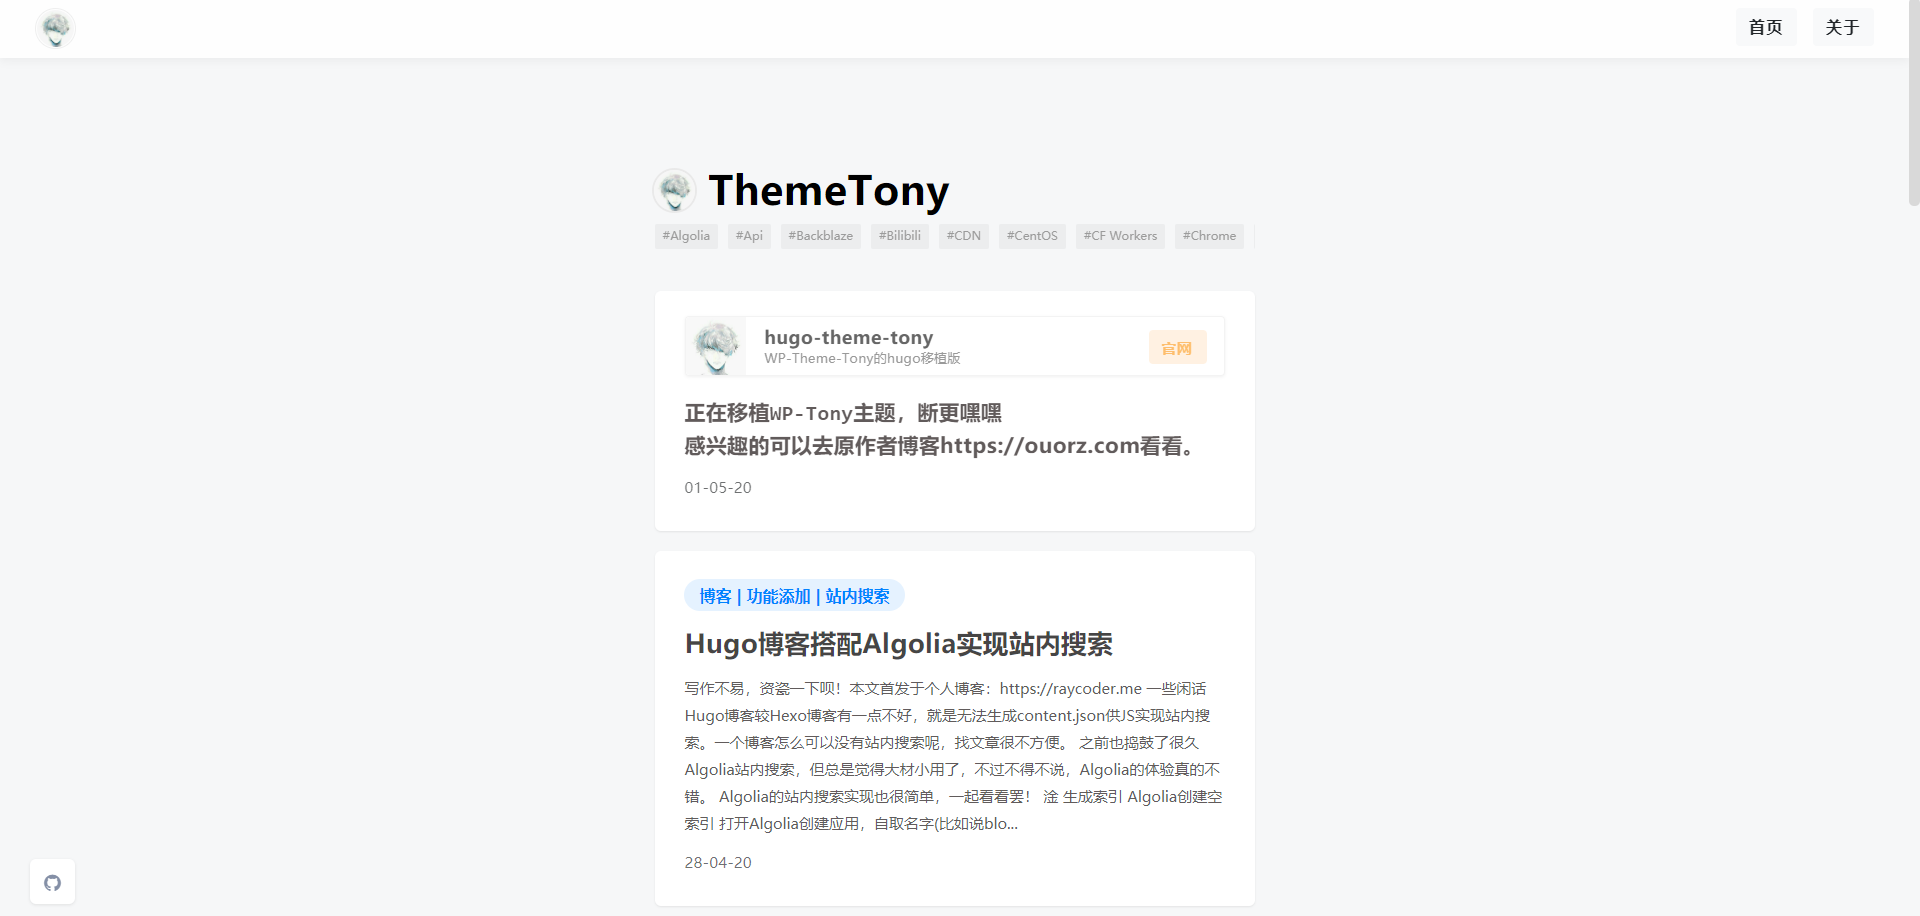 首页 关于
ThemeTony
#Algolia #Api #Backblaze #Bilibili #CDN #CentOS #CF Workers #Chrome
hugo-theme-tony
WP-Theme-Tony的hugo移植版
官网
正在移植WP-Tony主题，断更嘿嘿
感兴趣的可以去原作者博客https://ouorz.com看看。
01-05-20
博客 | 功能添加 | 站内搜索
Hugo博客搭配Algolia实现站内搜索
写作不易，资瓷一下呗！本文首发于个人博客：https://raycoder.me 一些闲话
Hugo博客较Hexo博客有一点不好，就是无法生成content.json供JS实现站内搜
索。一个博客怎么可以没有站内搜索呢，找文章很不方便。 之前也捣鼓了很久
Algolia站内搜索，但总是觉得大材小用了，不过不得不说，Algolia的体验真的不
错。 Algolia的站内搜索实现也很简单，一起看看罢！ 淦 生成索引 Algolia创建空
索引 打开Algolia创建应用，自取名字(比如说blo...
28-04-20